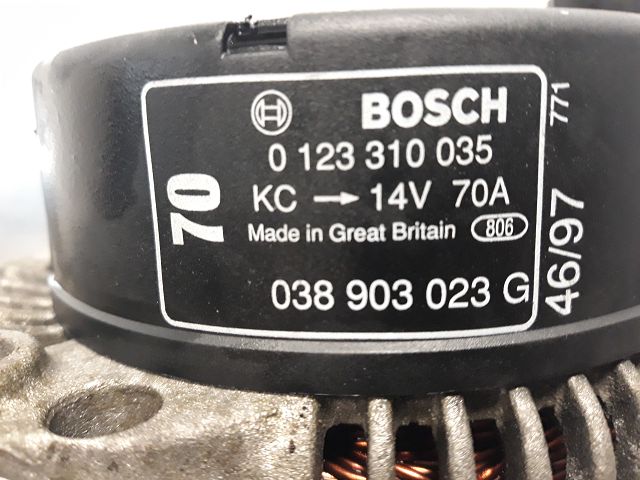 BOSCH
0 123 310 035
KC → 14V 70A
Made in Great Britain 806
038 903 023 G
70
46/97
771